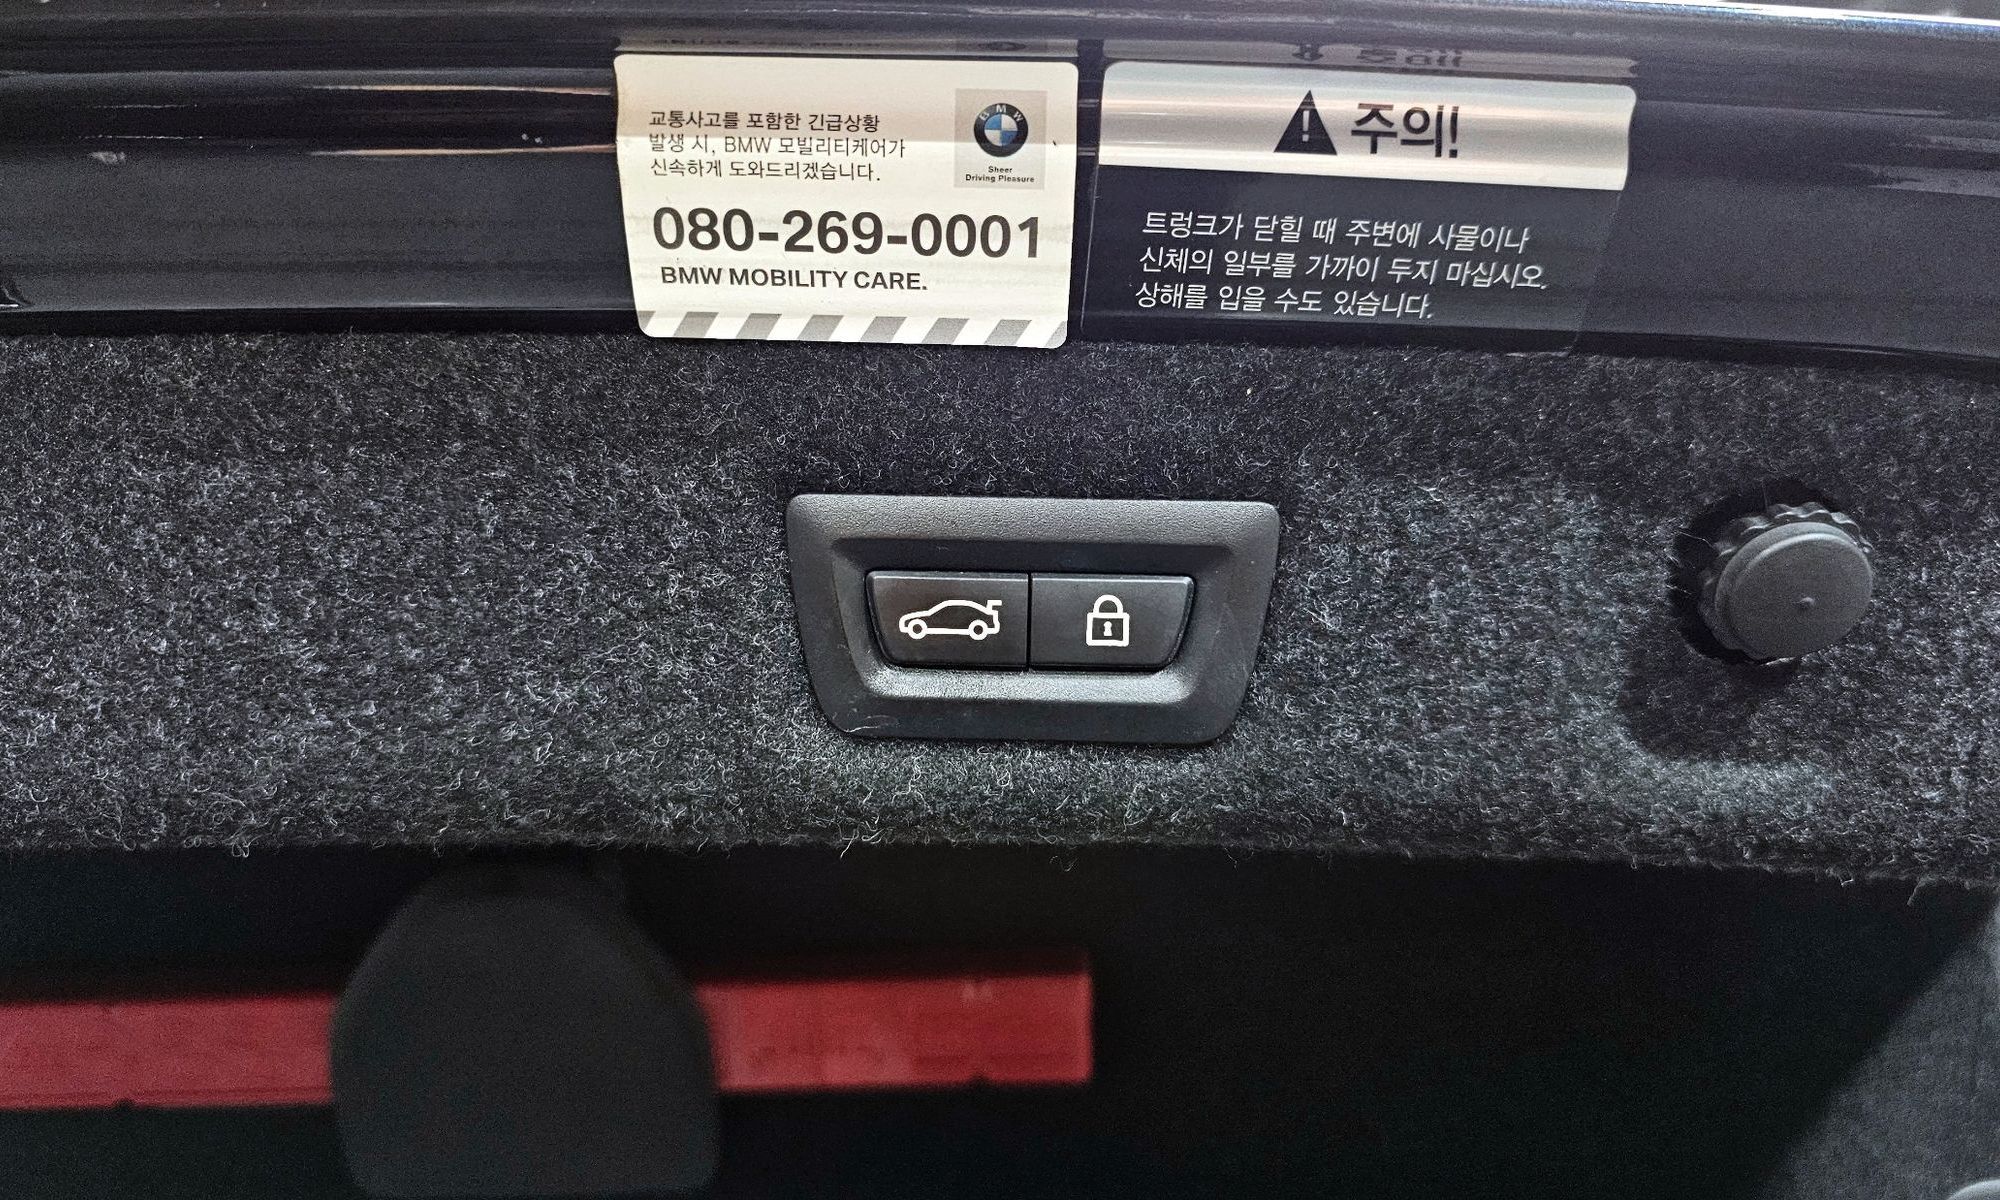 교통사고를 포함한 긴급상황
발생 시, BMW 모빌리티케어가
신속하게 도와드리겠습니다.
BMW
Sheer
Driving Pleasure
080-269-0001
BMW MOBILITY CARE.
주의!
트렁크가 닫힐 때 주변에 사물이나
신체의 일부를 가까이 두지 마십시오.
상해를 입을 수도 있습니다.